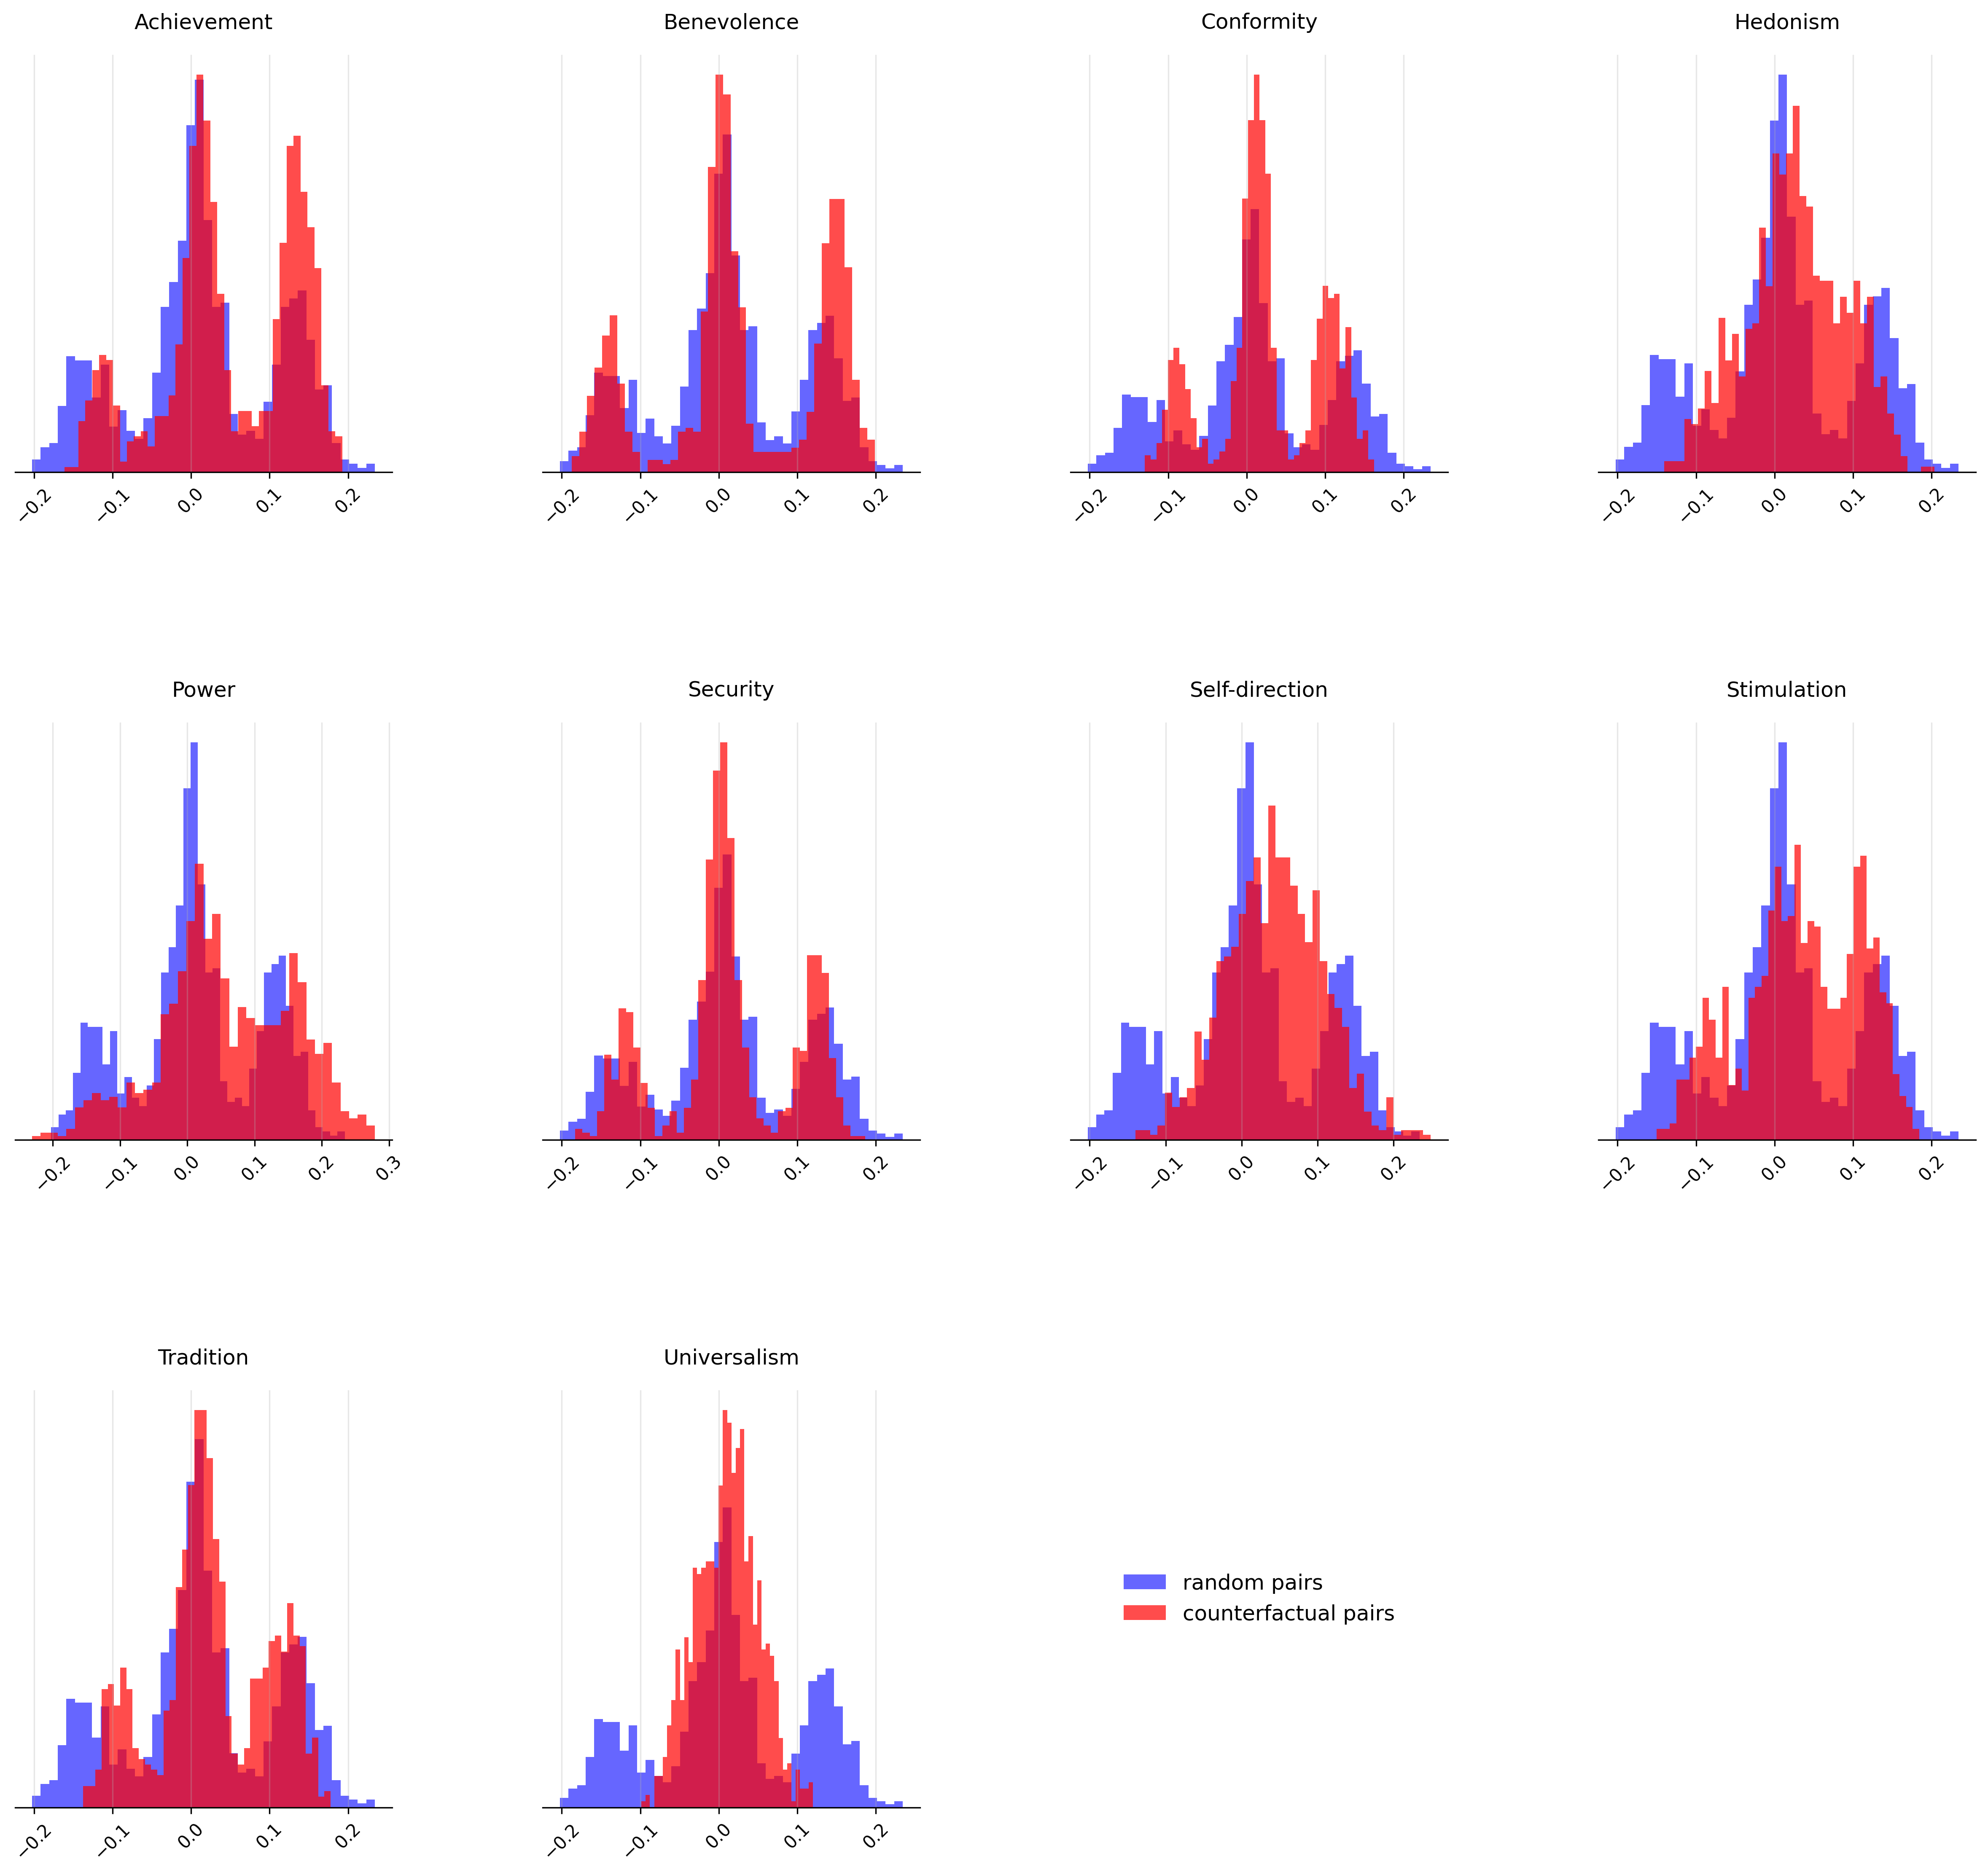 Achievement
Benevolence
Conformity
Hedonism
−0.2 −0.1 0.0 0.1 0.2
−0.2 −0.1 0.0 0.1 0.2
−0.2 −0.1 0.0 0.1 0.2
−0.2 −0.1 0.0 0.1 0.2
Power
Security
Self-direction
Stimulation
−0.2 −0.1 0.0 0.1 0.2 0.3
−0.2 −0.1 0.0 0.1 0.2
−0.2 −0.1 0.0 0.1 0.2
−0.2 −0.1 0.0 0.1 0.2
Tradition
Universalism
random pairs
counterfactual pairs
−0.2 −0.1 0.0 0.1 0.2
−0.2 −0.1 0.0 0.1 0.2